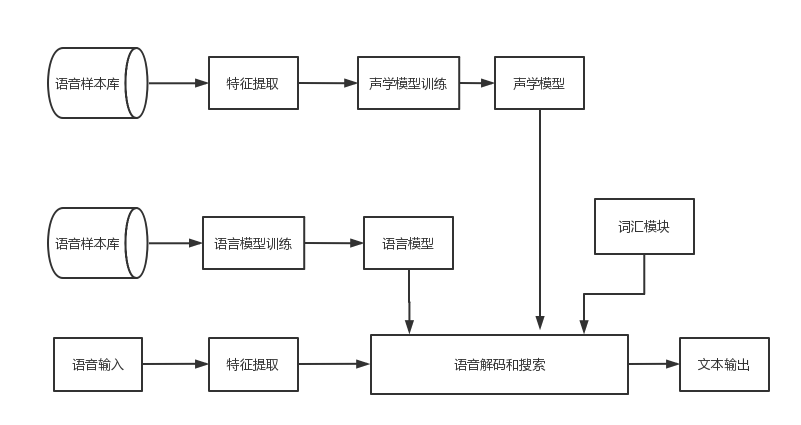 语音样本库
特征提取
声学模型训练
声学模型
语音样本库
语言模型训练
语言模型
词汇模块
语音输入
特征提取
语音解码和搜索
文本输出